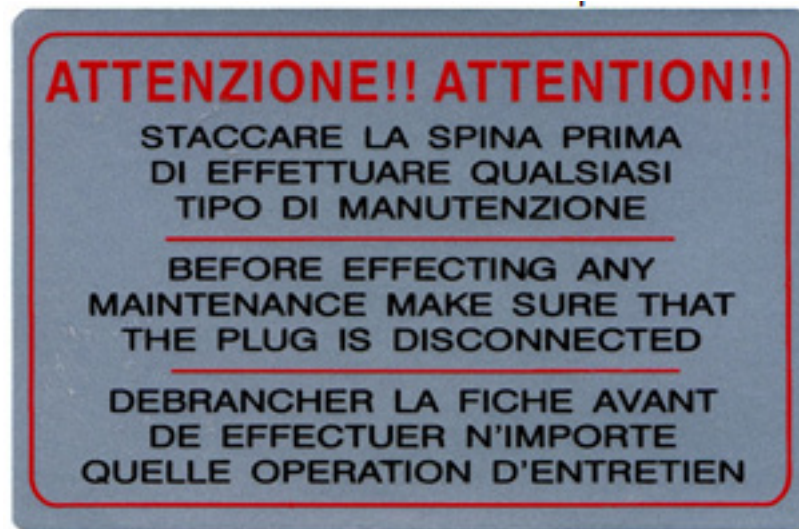 ATTENZIONE!! ATTENTION!!
STACCARE LA SPINA PRIMA
DI EFFETTUARE QUALSIASI
TIPO DI MANUTENZIONE
BEFORE EFFECTING ANY
MAINTENANCE MAKE SURE THAT
THE PLUG IS DISCONNECTED
DEBRANCHER LA FICHE AVANT
DE EFFECTUER N'IMPORTE
QUELLE OPERATION D'ENTRETIEN